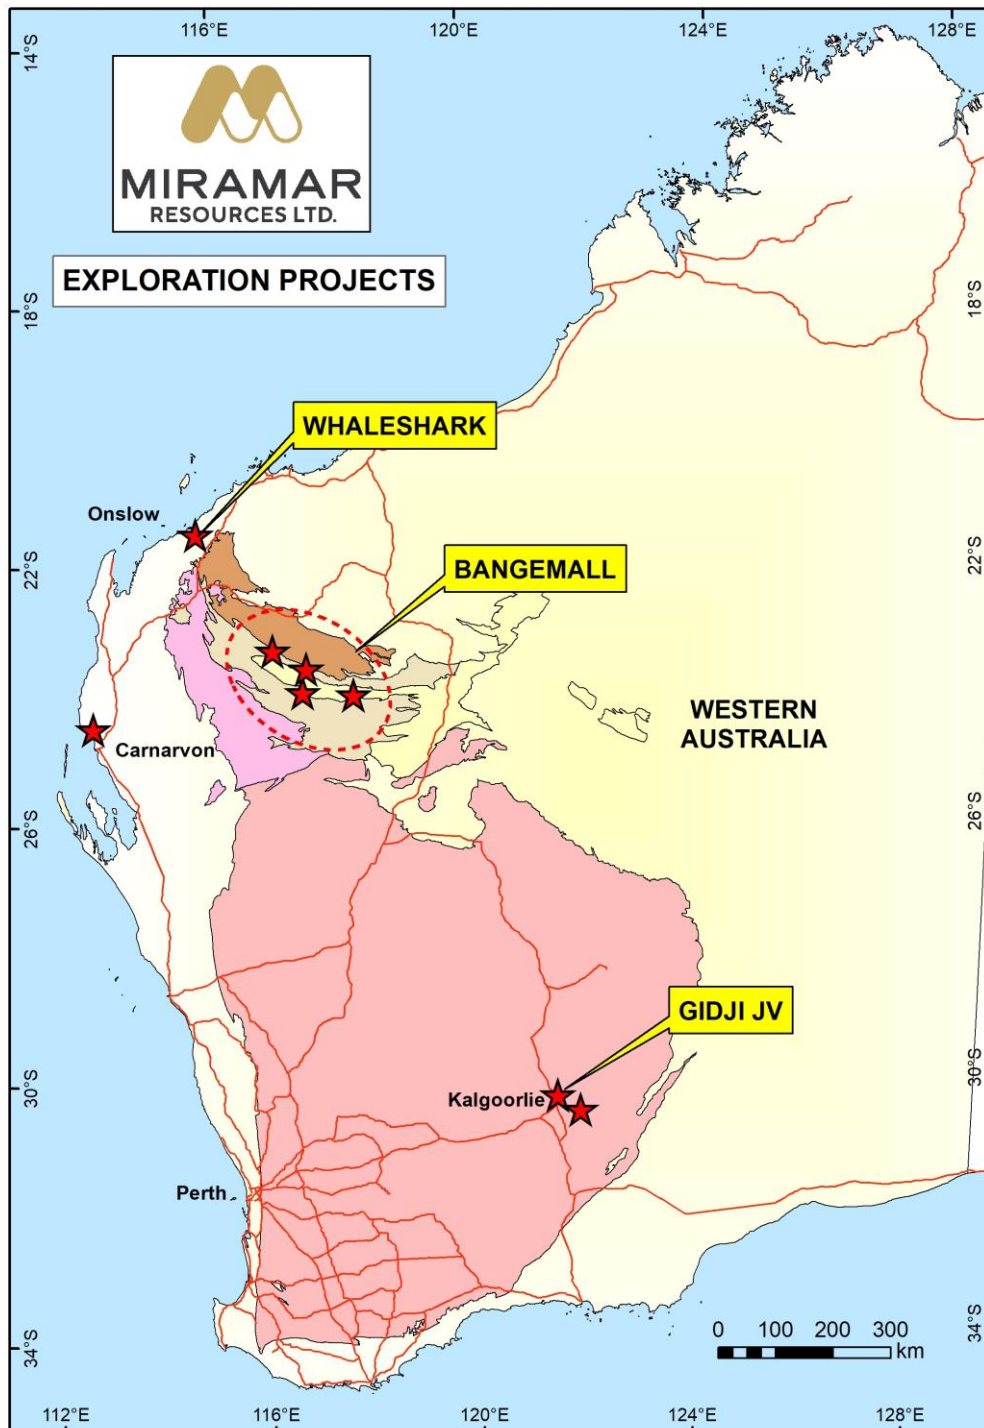 116°E
120°E
124°E
128°E
14°S
MIRAMAR
RESOURCES LTD.
EXPLORATION PROJECTS
18°S
18°S
WHALESHARK
Onslow
22°S
22°S
BANGEMALL
WESTERN
AUSTRALIA
Carnarvon
26°S
26°S
GIDJI JV
30°S
30°S
Kalgoorlie
Perth
34°S
34°S
0 100 200 300
km
112°E
116°E
120°E
124°E
128°E